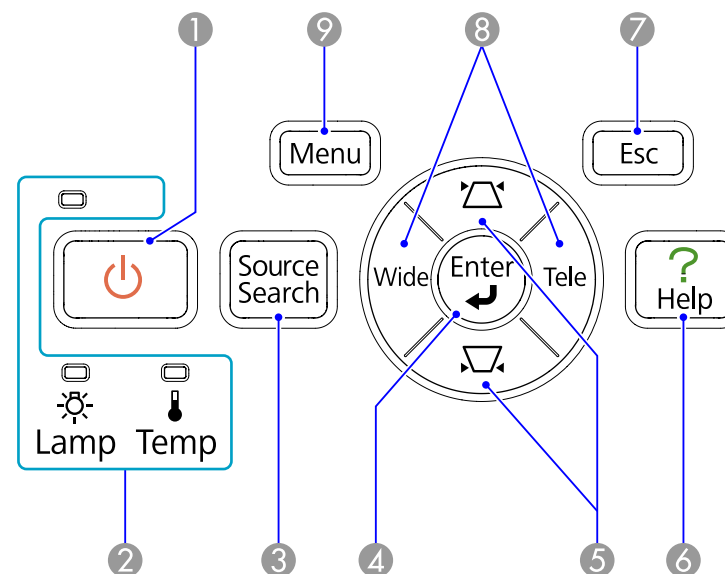 1 9 8 7
Menu
Esc
Source
Search
Wide
Enter
Tele
?
Help
Lamp Temp
2 3 4 5 6